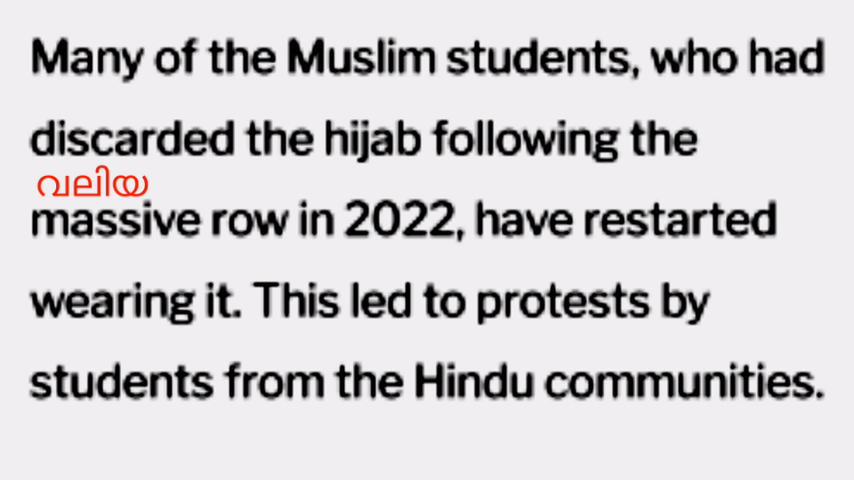 Many of the Muslim students, who had
discarded the hijab following the
വലിയ
massive row in 2022, have restarted
wearing it. This led to protests by
students from the Hindu communities.